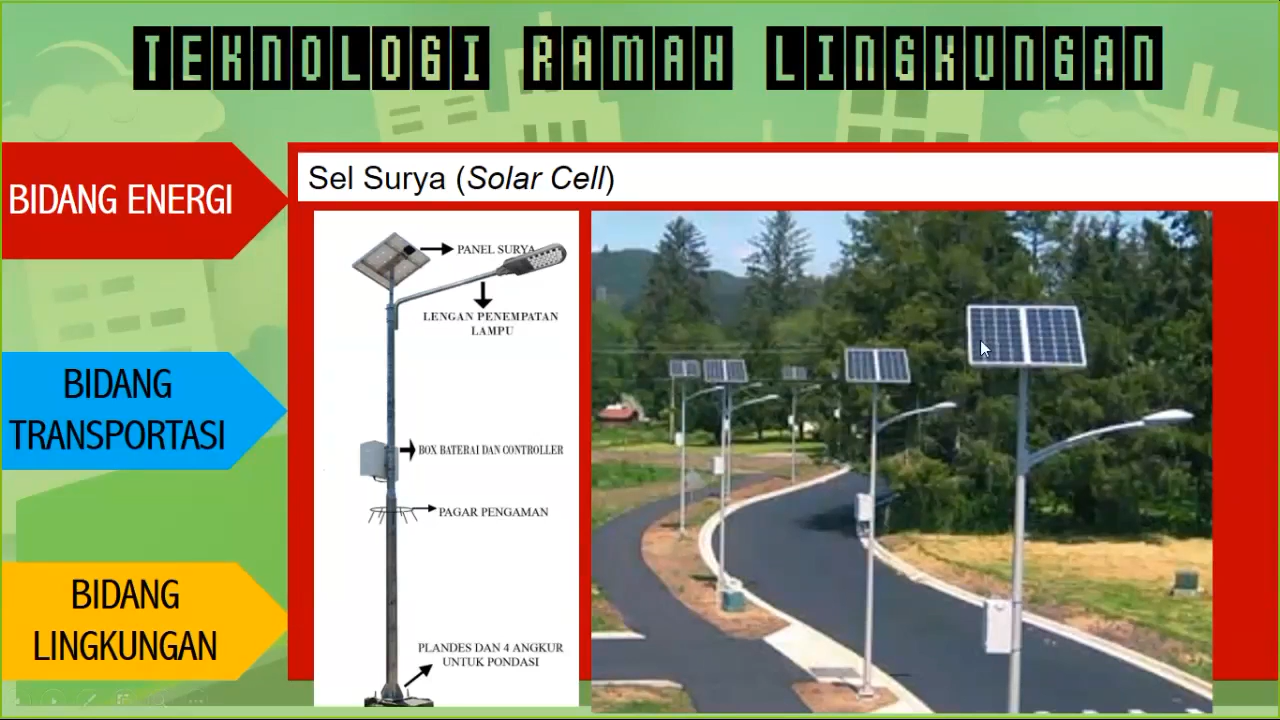 TEKNOLOGI RAMAH LINGKUNGAN
BIDANG ENERGI
BIDANG
TRANSPORTASI
BIDANG
LINGKUNGAN
Sel Surya (Solar Cell)
PANEL SURYA
LENGAN PENEMPATAN
LAMPU
BOX BATERAI DAN CONTROLLER
PAGAR PENGAMAN
PLANDES DAN 4 ANGKUR
UNTUK PONDASI